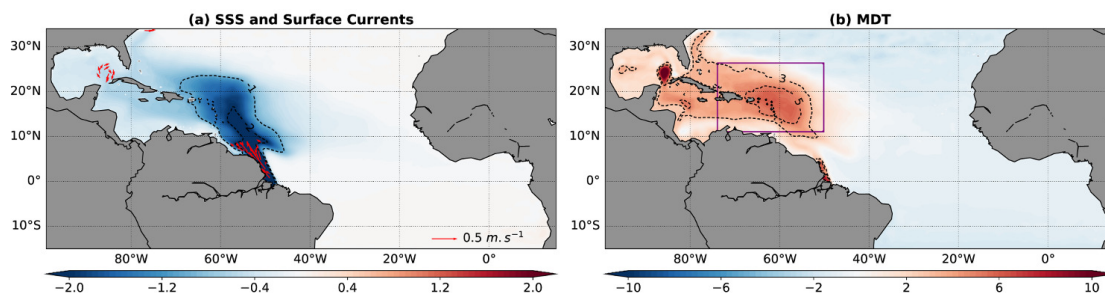 (a) SSS and Surface Currents
(b) MDT
30°N
20°N
10°N
0°
10°S
0.5 m.s⁻¹
80°W 60°W 40°W 20°W 0°
−2.0 −1.2 −0.4 0.4 1.2 2.0
30°N
20°N
10°N
0°
10°S
3
80°W 60°W 40°W 20°W 0°
−10 −6 −2 2 6 10